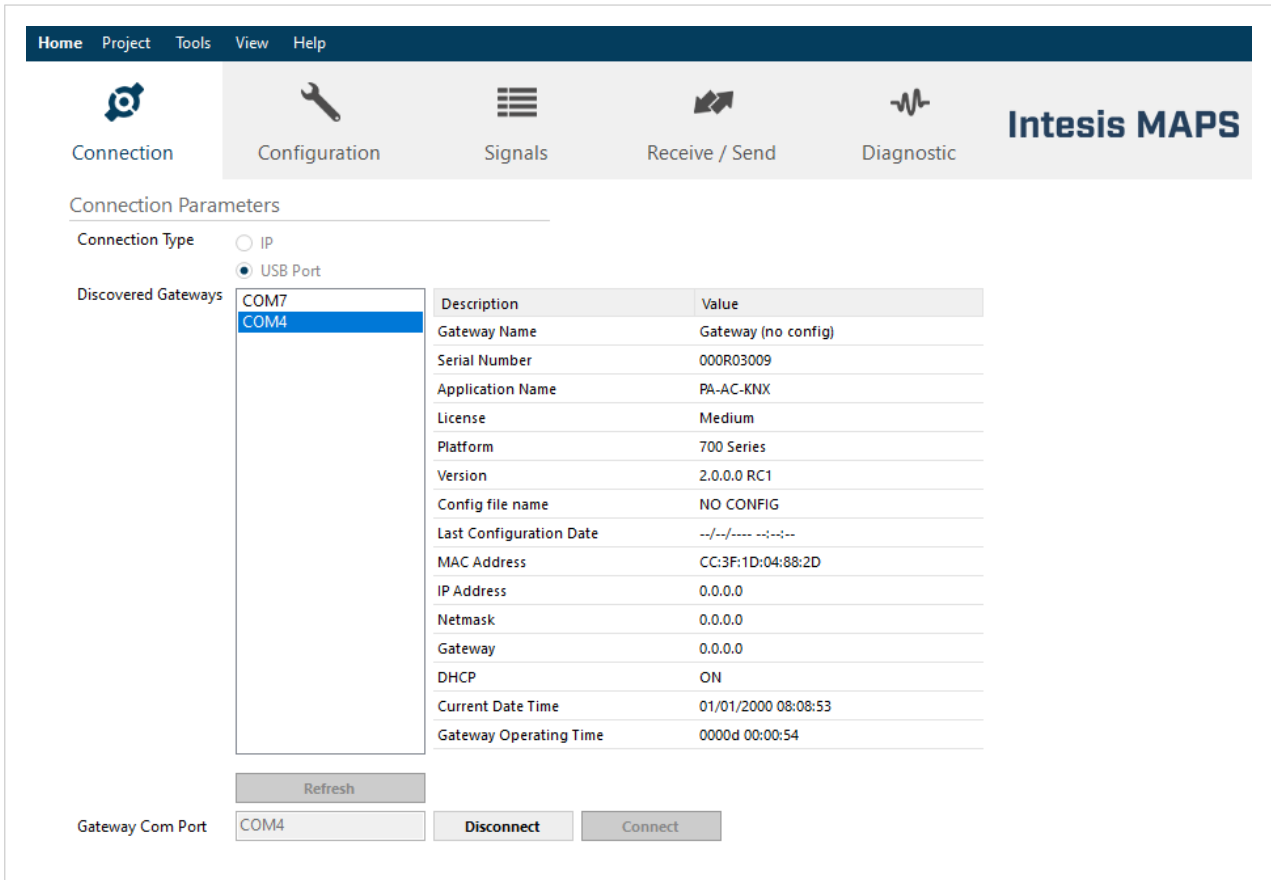 Home Project Tools View Help
Connection Configuration Signals Receive / Send Diagnostic Intesis MAPS
Connection Parameters
Connection Type
IP
USB Port
Discovered Gateways
COM7
COM4
Description Value
Gateway Name Gateway (no config)
Serial Number 000R03009
Application Name PA-AC-KNX
License Medium
Platform 700 Series
Version 2.0.0.0 RC1
Config file name NO CONFIG
Last Configuration Date --/--/---- --:--:--
MAC Address CC:3F:1D:04:88:2D
IP Address 0.0.0.0
Netmask 0.0.0.0
Gateway 0.0.0.0
DHCP ON
Current Date Time 01/01/2000 08:08:53
Gateway Operating Time 0000d 00:00:54
Refresh
Gateway Com Port COM4 Disconnect Connect